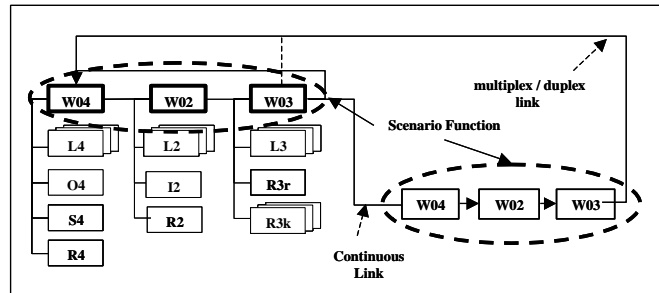 multiplex / duplex
link
W04 W02 W03
Scenario Function
L4 L2 L3
O4 I2 R3r
W04 W02 W03
S4 R2 R3k
R4
Continuous
Link